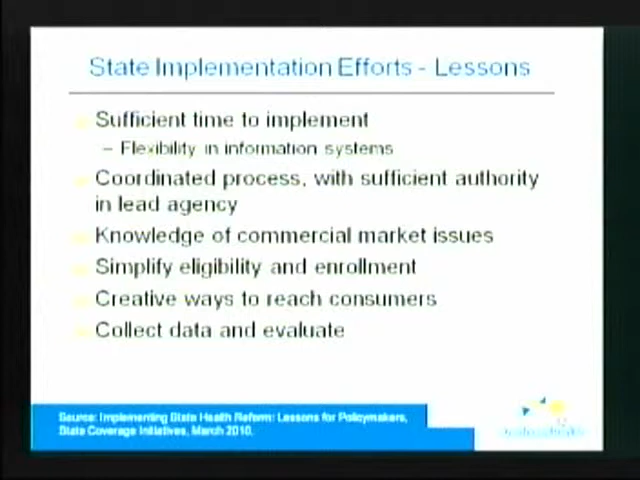 State Implementation Efforts - Lessons
Sufficient time to implement
– Flexibility in information systems
Coordinated process, with sufficient authority
in lead agency
Knowledge of commercial market issues
Simplify eligibility and enrollment
Creative ways to reach consumers
Collect data and evaluate
Source: Implementing State Health Reform: Lessons for Policymakers,
State Coverage Initiatives, March 2010.